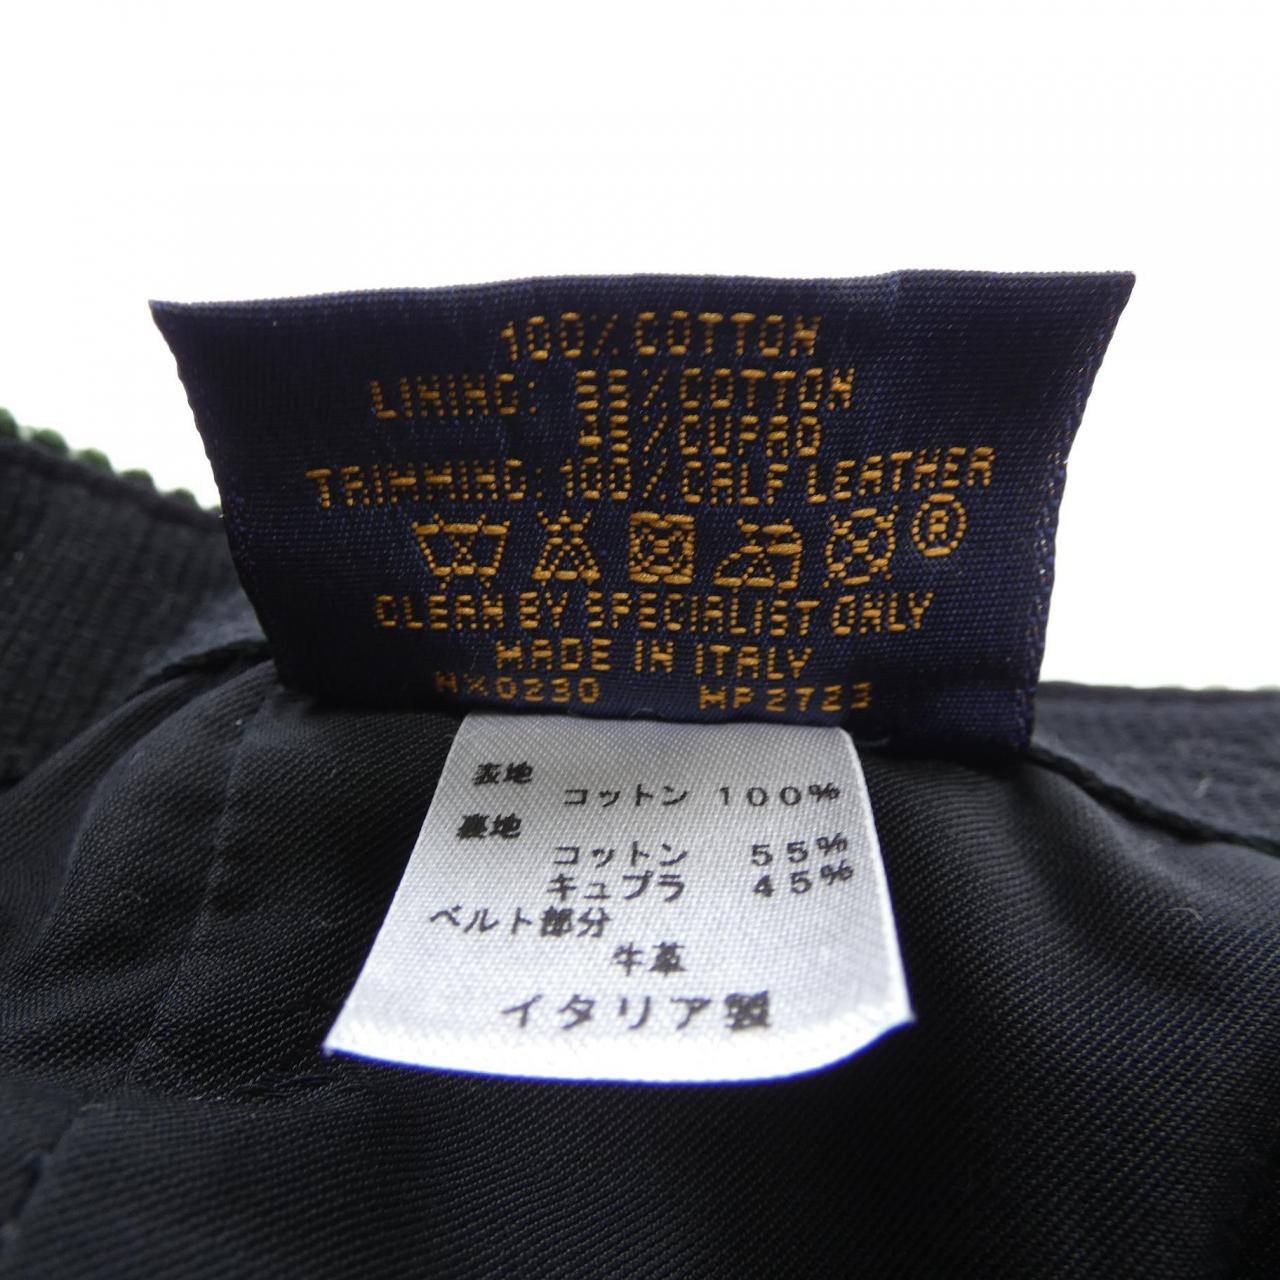 100% COTTON
LINING: 55% COTTON
45% CUPRO
TRIMMING: 100% CALF LEATHER
®
CLEAN BY SPECIALIST ONLY
MADE IN ITALY
NX0230 MP2723
表地
コットン 100%
裏地
コットン 55%
キュプラ 45%
ベルト部分
牛革
イタリア製